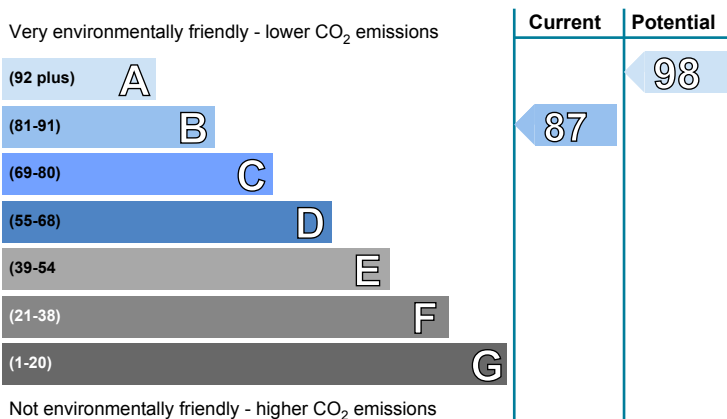 Very environmentally friendly - lower CO2 emissions
Current
Potential
(92 plus) A
98
(81-91) B
87
(69-80) C
(55-68) D
(39-54 E
(21-38) F
(1-20) G
Not environmentally friendly - higher CO2 emissions